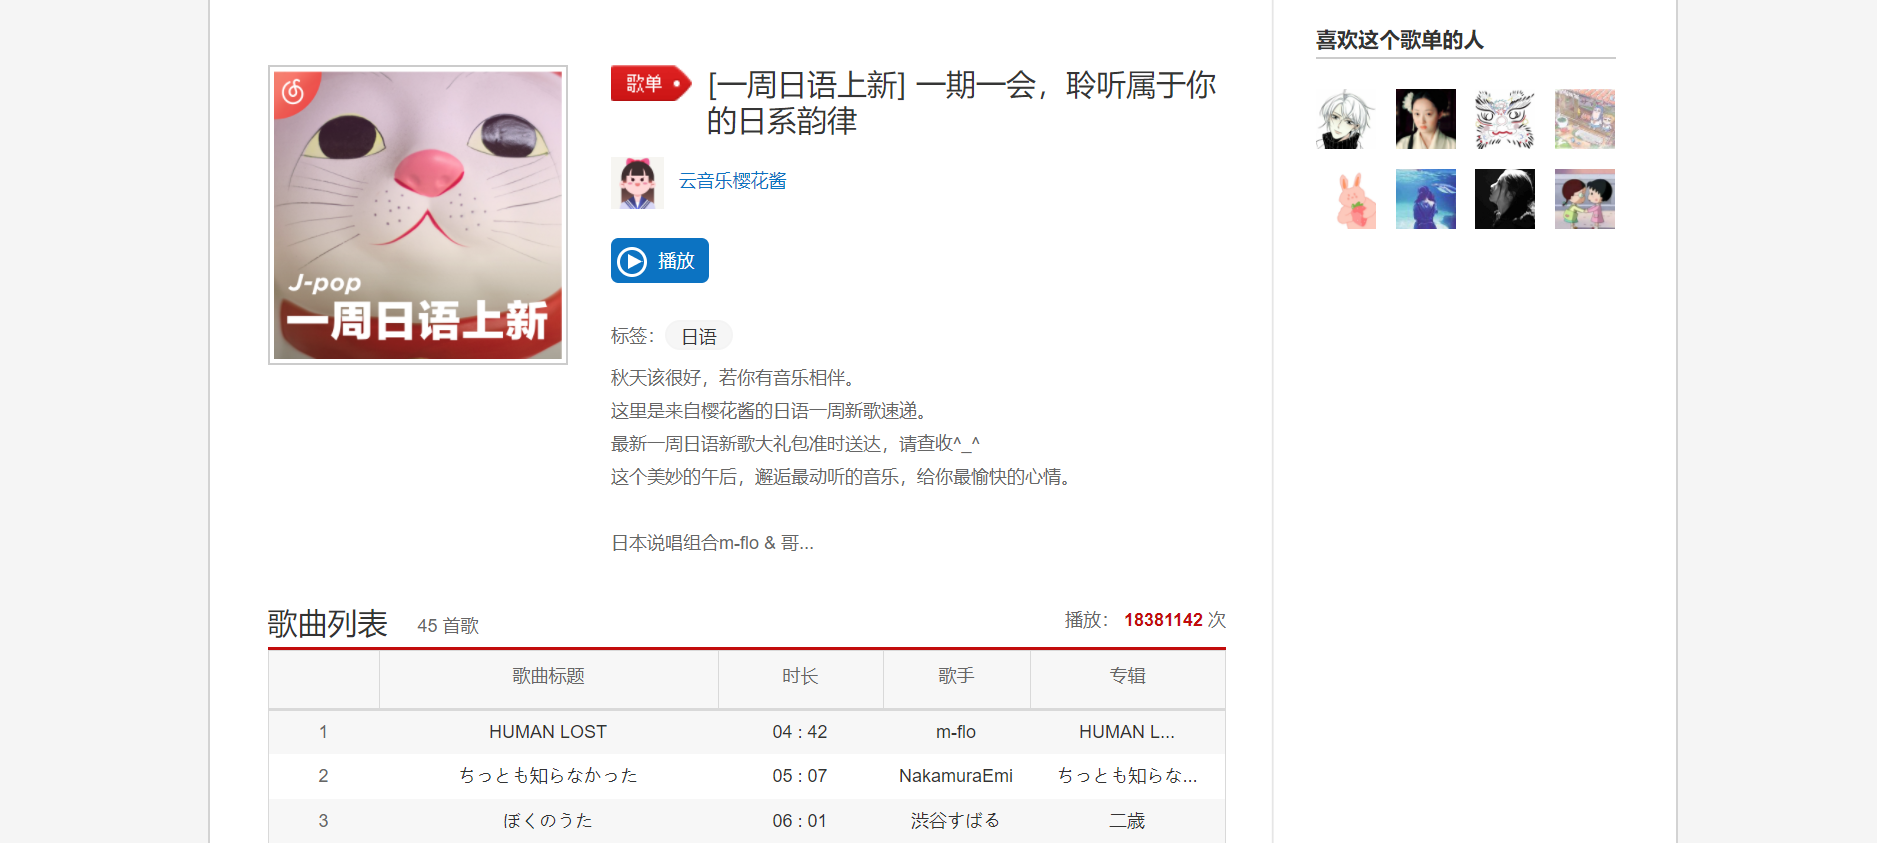 J-pop
一周日语上新
歌单
[一周日语上新] 一期一会，聆听属于你
的日系韵律
云音乐樱花酱
播放
标签：
日语
秋天该很好，若你有音乐相伴。
这里是来自樱花酱的日语一周新歌速递。
最新一周日语新歌大礼包准时送达，请查收^_^
这个美妙的午后，邂逅最动听的音乐，给你最愉快的心情。
日本说唱组合m-flo & 哥...
歌曲列表 45 首歌 播放： 18381142 次
歌曲标题 时长 歌手 专辑
1 HUMAN LOST 04 : 42 m-flo HUMAN L...
2 ちっとも知らなかった 05 : 07 NakamuraEmi ちっとも知らな...
3 ぼくのうた 06 : 01 渋谷すばる 二歳
喜欢这个歌单的人